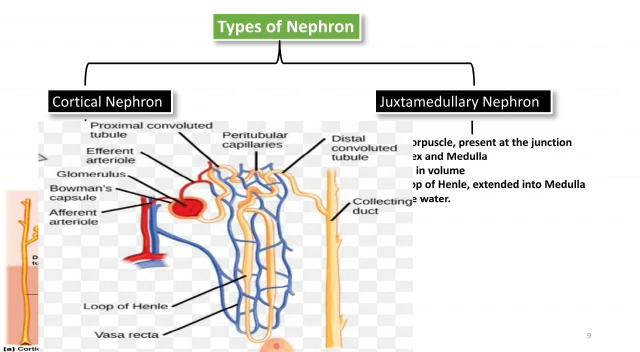 Types of Nephron
Cortical Nephron
Juxtamedullary Nephron
Proximal convoluted
tubule
Efferent
arteriole
Glomerulus
Bowman's
capsule
Afferent
arteriole
Peritubular
capillaries
Distal
convoluted
tubule
Collecting
duct
Loop of Henle
Vasa recta
orpuscle, present at the junction
ex and Medulla
in volume
op of Henle, extended into Medulla
e water.
(a) Corti
9